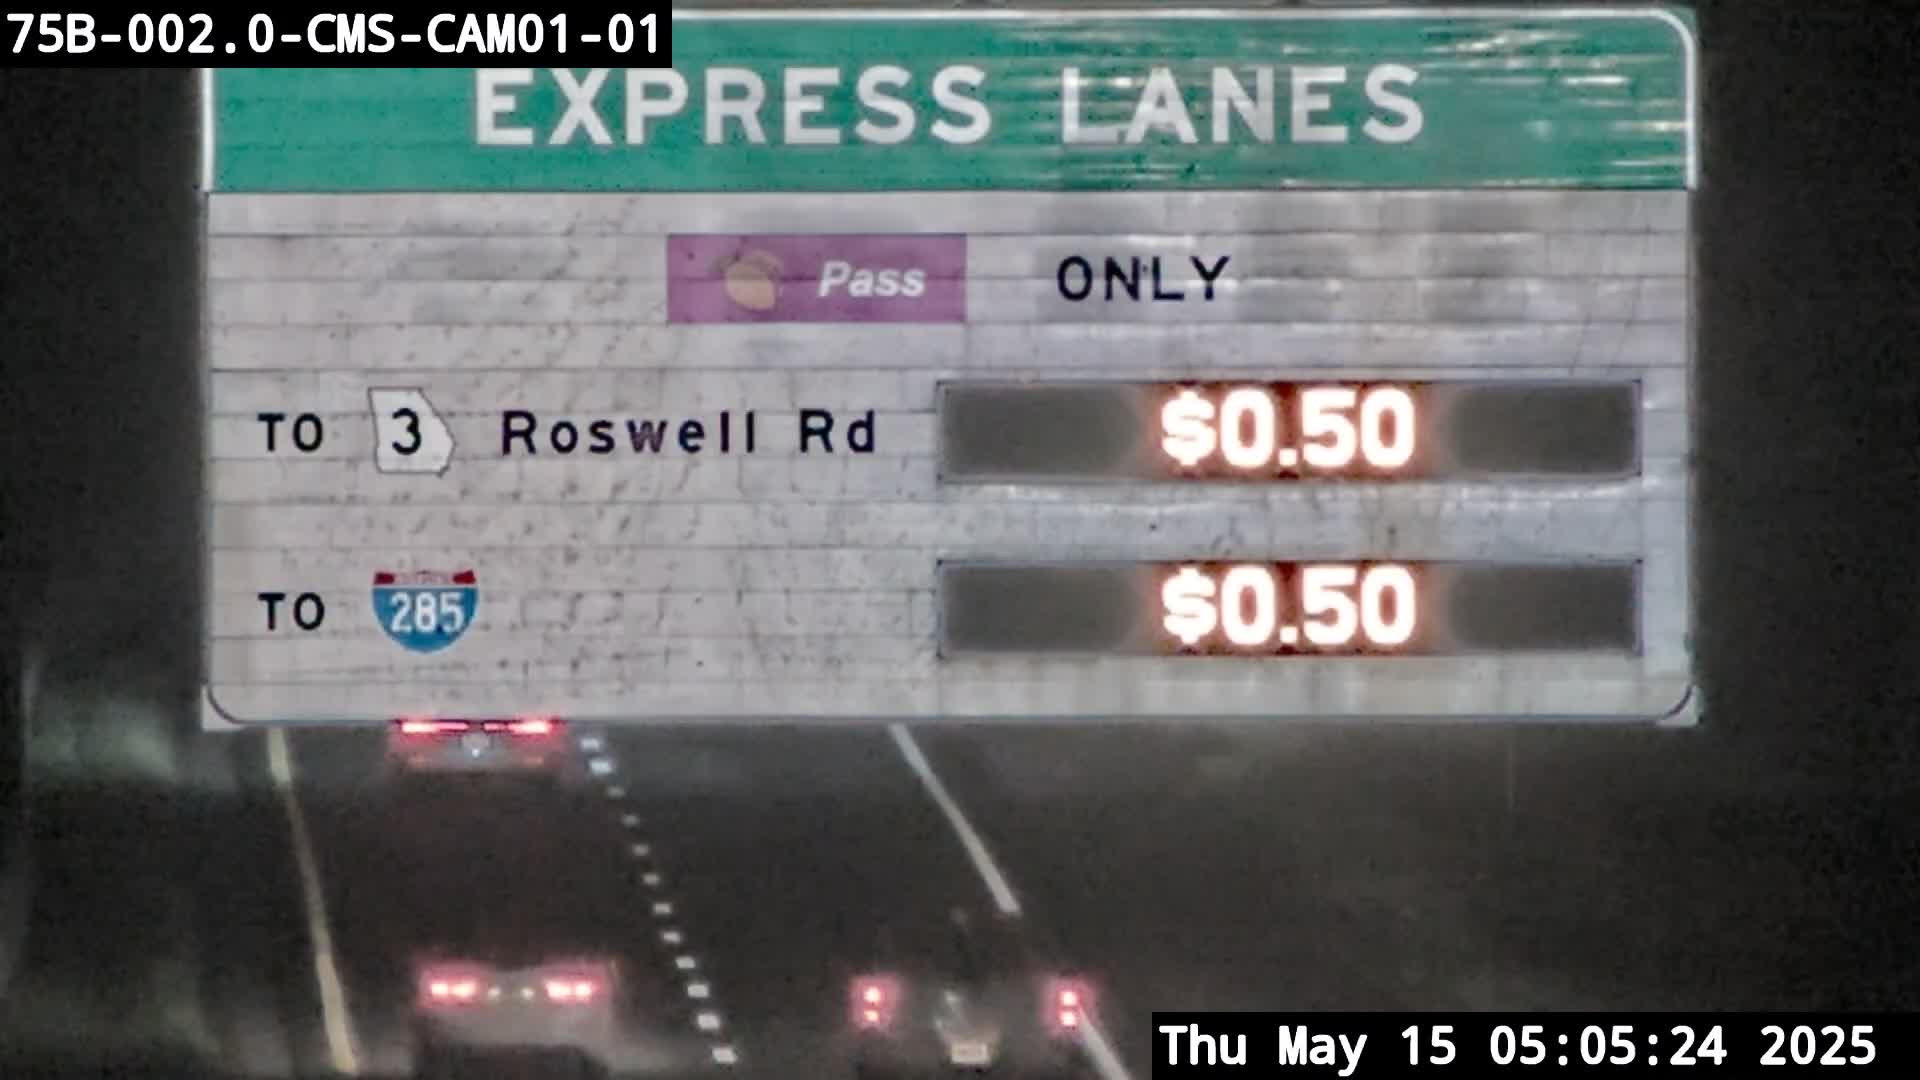 75B-002.0-CMS-CAM01-01
EXPRESS LANES
Pass ONLY
TO 3 Roswell Rd $0.50
TO 285 $0.50
Thu May 15 05:05:24 2025